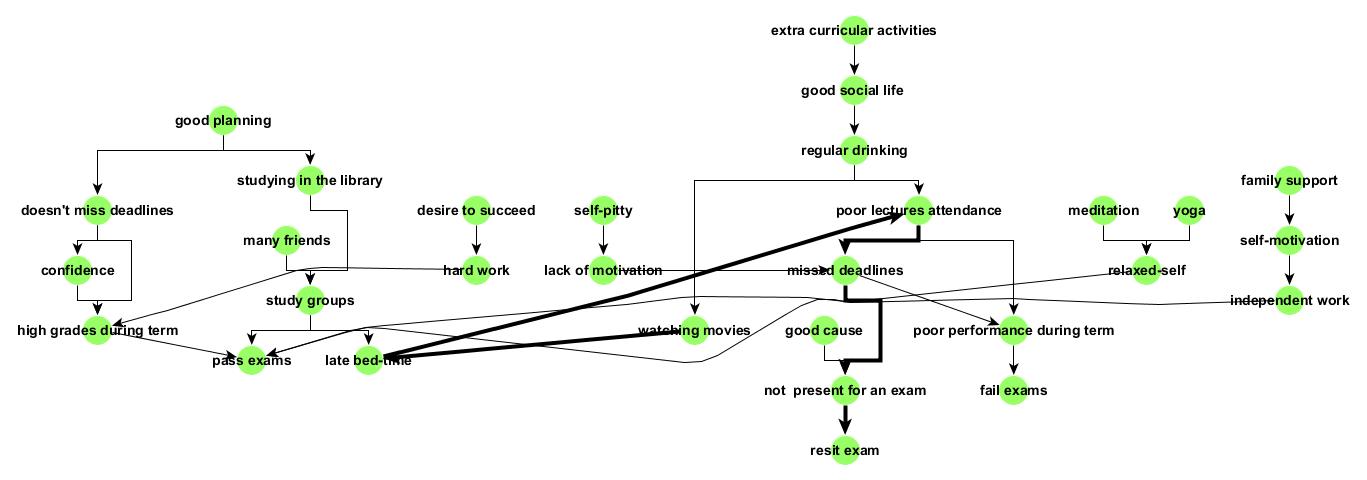 extra curricular activities
good social life
good planning
regular drinking
studying in the library
family support
doesn't miss deadlines
desire to succeed
self-pitty
poor lectures attendance
meditation
yoga
many friends
self-motivation
confidence
hard work
lack of motivation
missed deadlines
relaxed-self
study groups
independent work
high grades during term
watching movies
good cause
poor performance during term
pass exams
late bed-time
not present for an exam
fail exams
resit exam